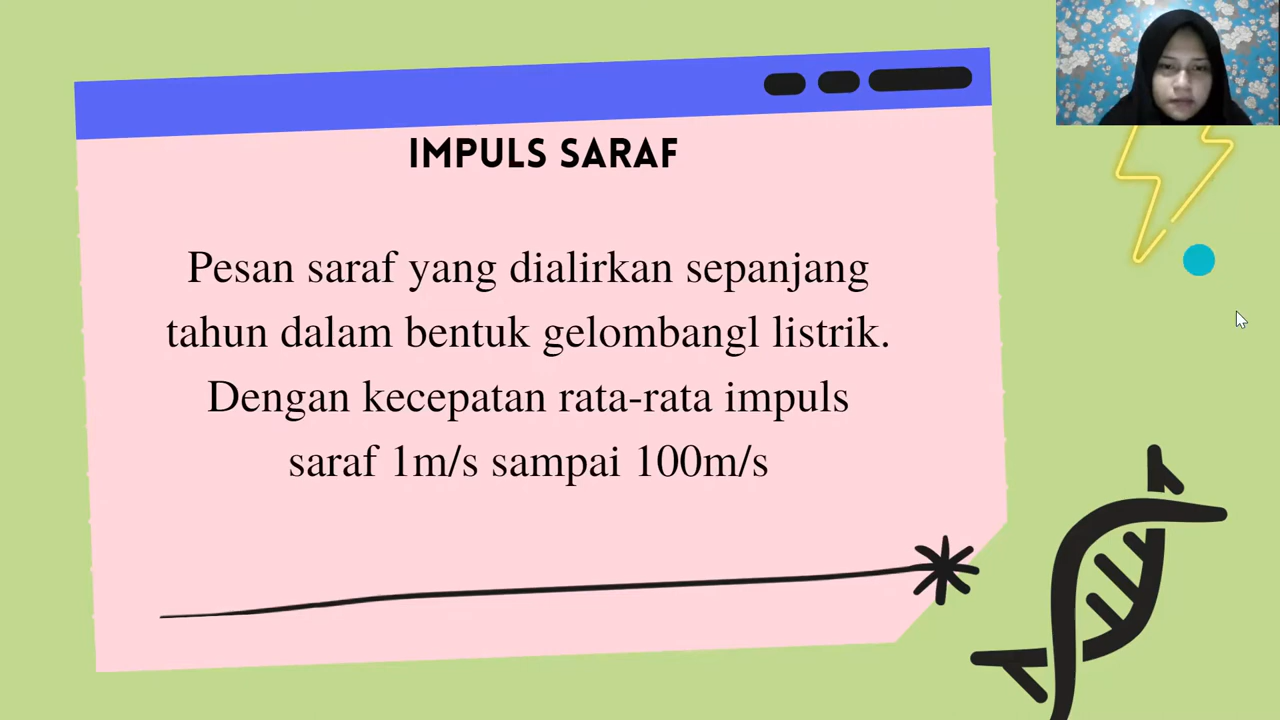 IMPULS SARAF
Pesan saraf yang dialirkan sepanjang
tahun dalam bentuk gelombangl listrik.
Dengan kecepatan rata-rata impuls
saraf 1m/s sampai 100m/s